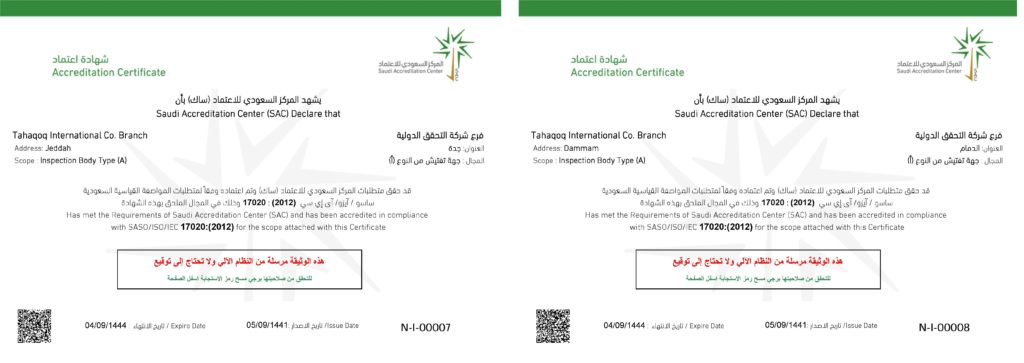 شهادة اعتماد
Accreditation Certificate
المركز السعودي للاعتماد
Saudi Accreditation Center
يشهد المركز السعودي للاعتماد (ساك) بأن
Saudi Accreditation Center (SAC) Declare that
Tahaqoq International Co. Branch
فرع شركة التحقق الدولية
Address: Jeddah
العنوان: جدة
Scope : Inspection Body Type (A)
المجال : جهة تفتيش من النوع (أ)
قد حقق متطلبات المركز السعودي للاعتماد (ساك) وتم اعتماده وفقاً لمتطلبات المواصفة القياسية السعودية
ساسو / آيزو/ آى إي سي (2012) : 17020 وذلك في المجال الملحق بهذه الشهادة
Has met the Requirements of Saudi Accreditation Center (SAC) and has been accredited in compliance
with SASO/ISO/IEC 17020:(2012) for the scope attached with this Certificate
هذه الوثيقة مرسلة من النظام الآلي ولا تحتاج إلى توقيع
للتحقق من صلاحيتها يرجي مسح رمز الاستجابة اسفل الصفحة
04/09/1444 : تاريخ الانتهاء / Expire Date
05/09/1441 : تاريخ الاصدار /Issue Date
N-I-00007
شهادة اعتماد
Accreditation Certificate
المركز السعودي للاعتماد
Saudi Accreditation Center
يشهد المركز السعودي للاعتماد (ساك) بأن
Saudi Accreditation Center (SAC) Declare that
Tahaqoq International Co. Branch
فرع شركة التحقق الدولية
Address: Dammam
العنوان: الدمام
Scope : Inspection Body Type (A)
المجال : جهة تفتيش من النوع (أ)
قد حقق متطلبات المركز السعودي للاعتماد (ساك) وتم اعتماده وفقاً لمتطلبات المواصفة القياسية السعودية
ساسو / آيزو/ آى إي سي (2012) : 17020 وذلك في المجال الملحق بهذه الشهادة
Has met the Requirements of Saudi Accreditation Center (SAC) and has been accredited in compliance
with SASO/ISO/IEC 17020:(2012) for the scope attached with this Certificate
هذه الوثيقة مرسلة من النظام الآلي ولا تحتاج إلى توقيع
للتحقق من صلاحيتها يرجي مسح رمز الاستجابة اسفل الصفحة
04/09/1444 : تاريخ الانتهاء / Expire Date
05/09/1441 : تاريخ الاصدار /Issue Date
N-I-00008